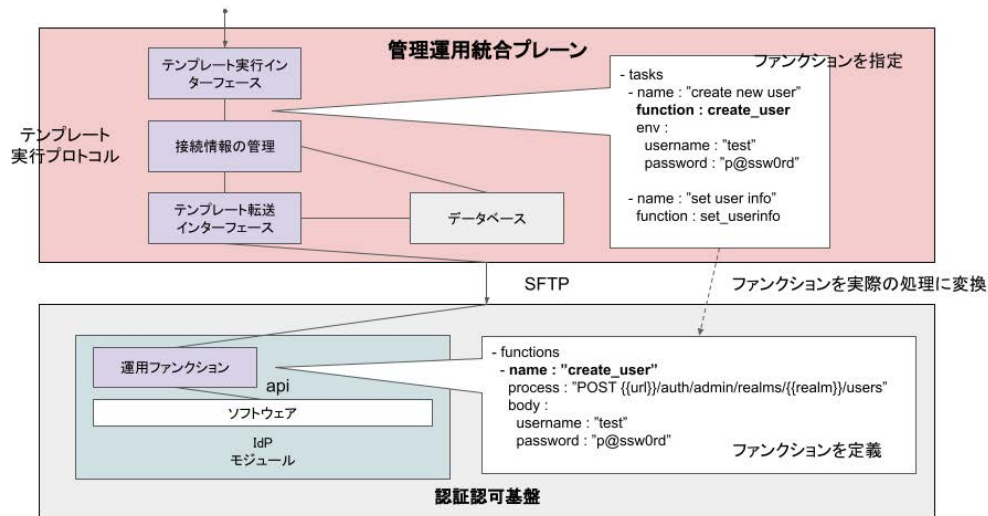 管理運用統合プレーン
テンプレート実行イン
ターフェース
接続情報の管理
テンプレート転送
インターフェース
データベース
テンプレート
実行プロトコル
ファンクションを指定
- tasks
- name : ”create new user”
function : create_user
env :
username : ”test”
password : ”p@ssw0rd”
- name : ”set user info”
function : set_userinfo
SFTP
ファンクションを実際の処理に変換
運用ファンクション
api
ソフトウェア
IdP
モジュール
- functions
- name : ”create_user”
process : ”POST {{url}}/auth/admin/realms/{{realm}}/users”
body :
username : ”test”
password : ”p@ssw0rd”
ファンクションを定義
認証認可基盤